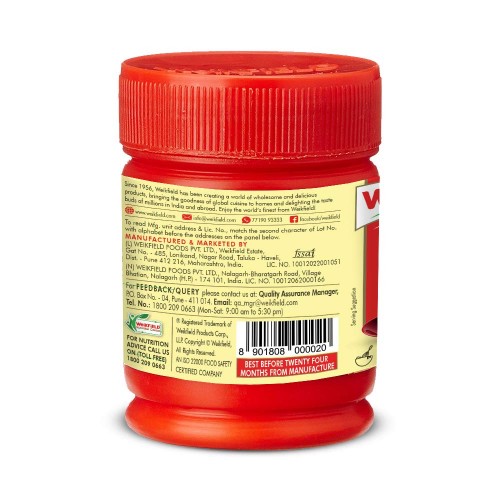 Since 1956, Weikfield has been creating a world of wholesome and delicious
products, bringing the goodness of global cuisine to homes and delighting the taste
buds of millions in India and abroad. Enjoy the world's finest from Weikfield.
www.weikfield.com info@weikfield.com 77190 93333 facebook/weikfield
To read Mfg. unit address & Lic. No., match the second character of Lot No.
with alphabet before the addresses on the down below.
MANUFACTURED & MARKETED BY
(L) WEIKFIELD FOODS PVT. LTD., Weikfield Estate,
Gat No. - 485, Lonikand, Nagar Road, Taluka - Haveli,
Dist. - Pune 412 216, Maharashtra, India.
fssai
LIC. NO. 10012022001051
(N) WEIKFIELD FOODS PVT. LTD., Nalagarh-Bharatgarh Road, Village
Bhatian, Nalagarh (H.P.) - 174 101, India. LIC. NO. 10012062000166
For FEEDBACK/QUERY please contact us at: Quality Assurance Manager,
P.O. Box No. - 04, Pune - 411 014. Email: qa_mgr@weikfield.com
Tel. No.: 1800 209 0663 (Mon-Sat: 9:00 am to 5:30 pm)
WEIKFIELD
FOR NUTRITION
ADVICE CALL US
ON (TOLL FREE)
1800 209 0663
® Registered Trademark of
Weikfield Products Corp.,
LLP. Copyright © Weikfield.
All Rights Reserved.
AN ISO 22000 FOOD SAFETY
CERTIFIED COMPANY
8 901808 000020
BEST BEFORE TWENTY FOUR
MONTHS FROM MANUFACTURE
W
Serving Suggestion